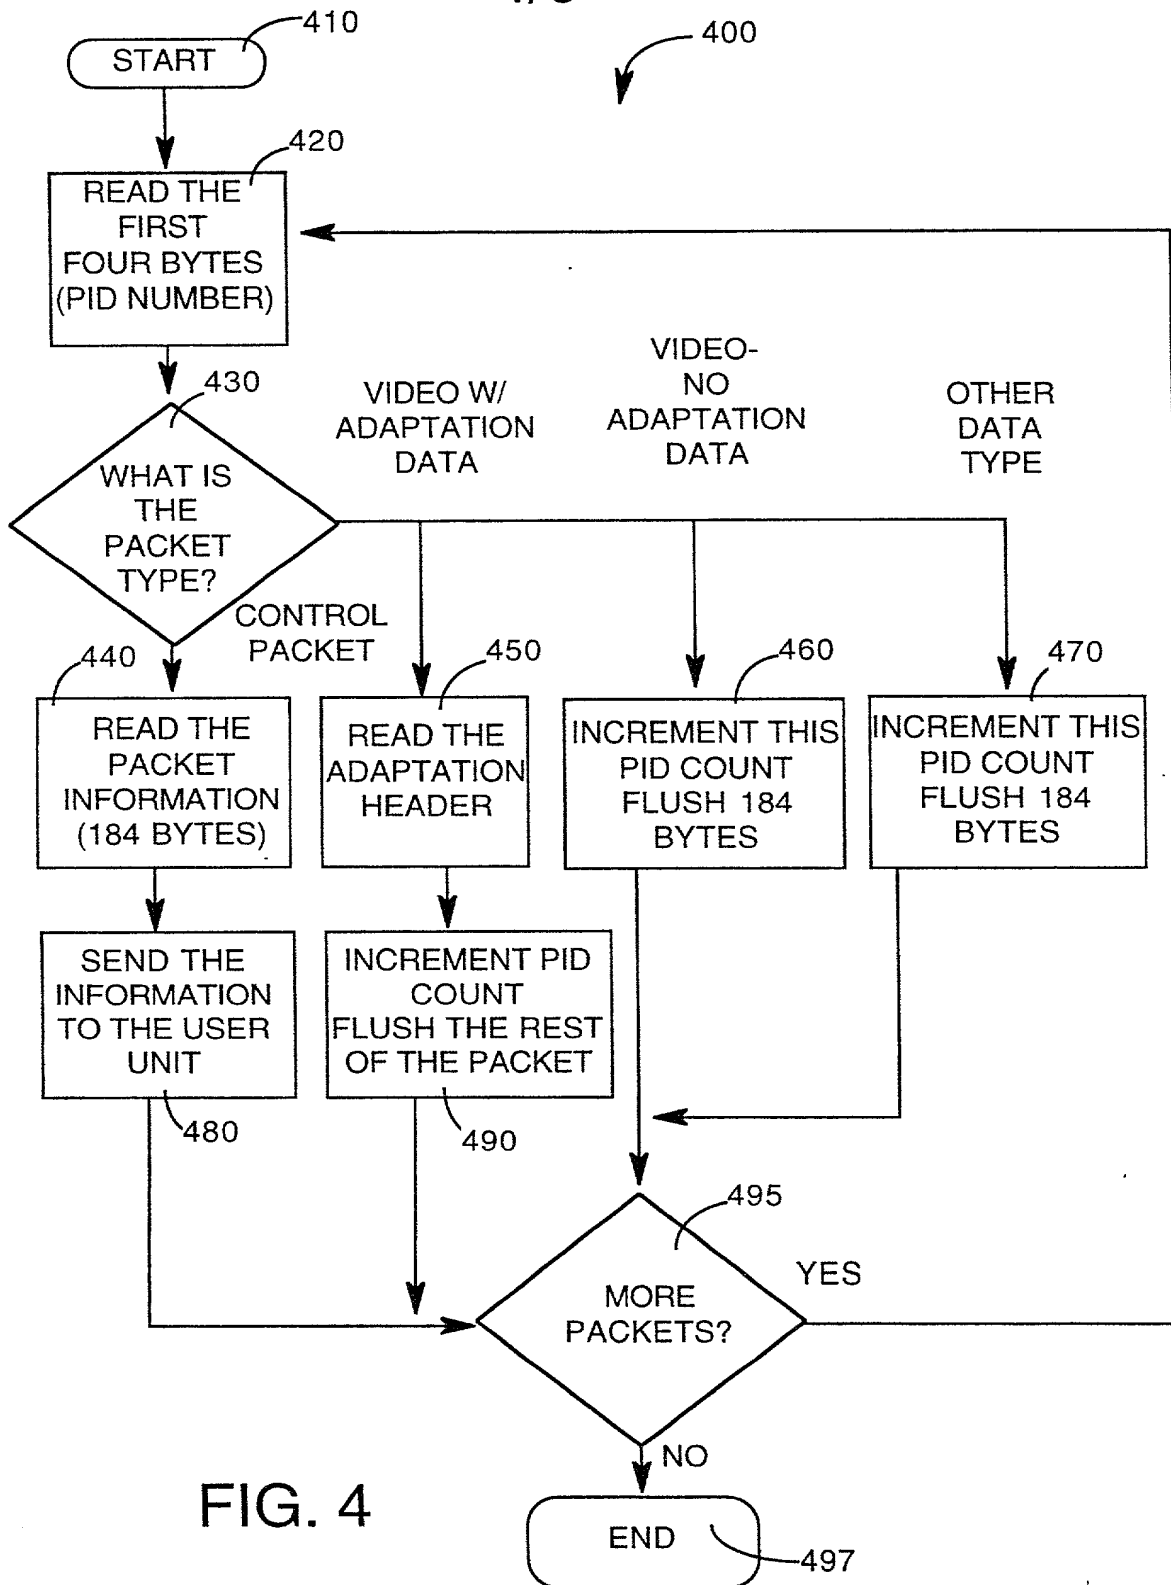 410
START
400
420
READ THE
FIRST
FOUR BYTES
(PID NUMBER)
430
WHAT IS
THE
PACKET
TYPE?
VIDEO W/
ADAPTATION
DATA
VIDEO-
NO
ADAPTATION
DATA
OTHER
DATA
TYPE
CONTROL
PACKET
440
READ THE
PACKET
INFORMATION
(184 BYTES)
450
READ THE
ADAPTATION
HEADER
460
INCREMENT THIS
PID COUNT
FLUSH 184
BYTES
470
INCREMENT THIS
PID COUNT
FLUSH 184
BYTES
SEND THE
INFORMATION
TO THE USER
UNIT
480
INCREMENT PID
COUNT
FLUSH THE REST
OF THE PACKET
490
495
MORE
PACKETS?
YES
NO
END
497
FIG. 4